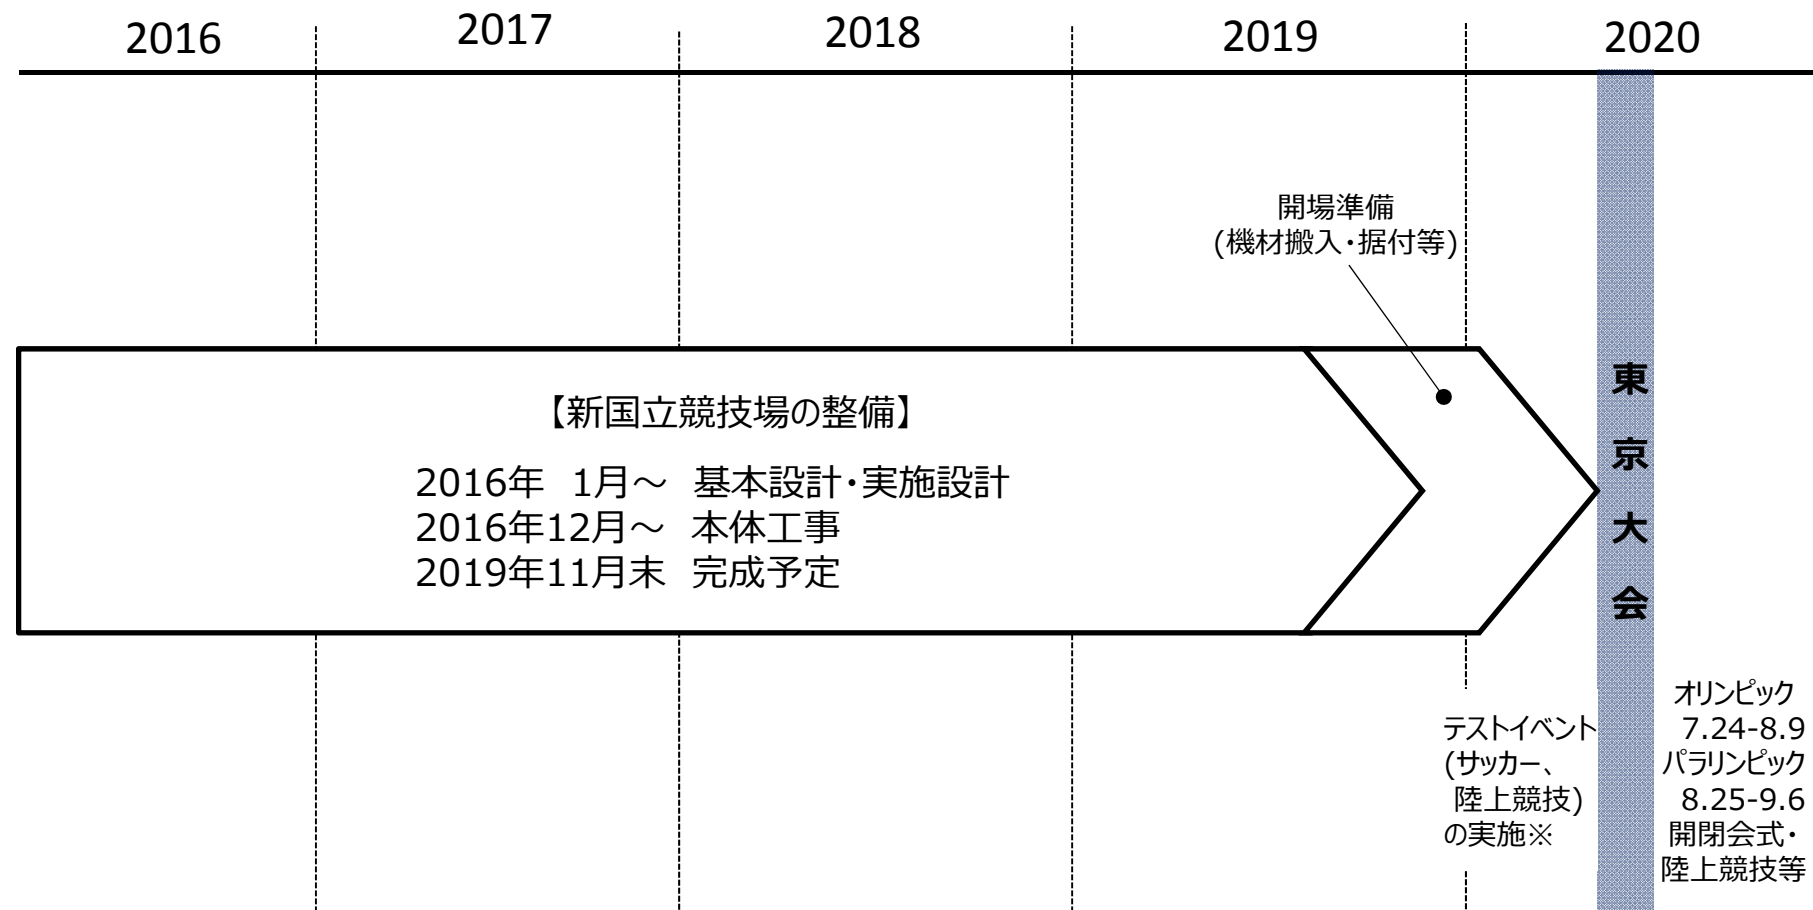 2016
2017
2018
2019
2020
開場準備
(機材搬入・据付等)
【新国立競技場の整備】
2016年 1月～ 基本設計・実施設計
2016年12月～ 本体工事
2019年11月末 完成予定
東
京
大
会
テストイベント
(サッカー、
陸上競技)
の実施※
オリンピック
7.24-8.9
パラリンピック
8.25-9.6
開閉会式・
陸上競技等